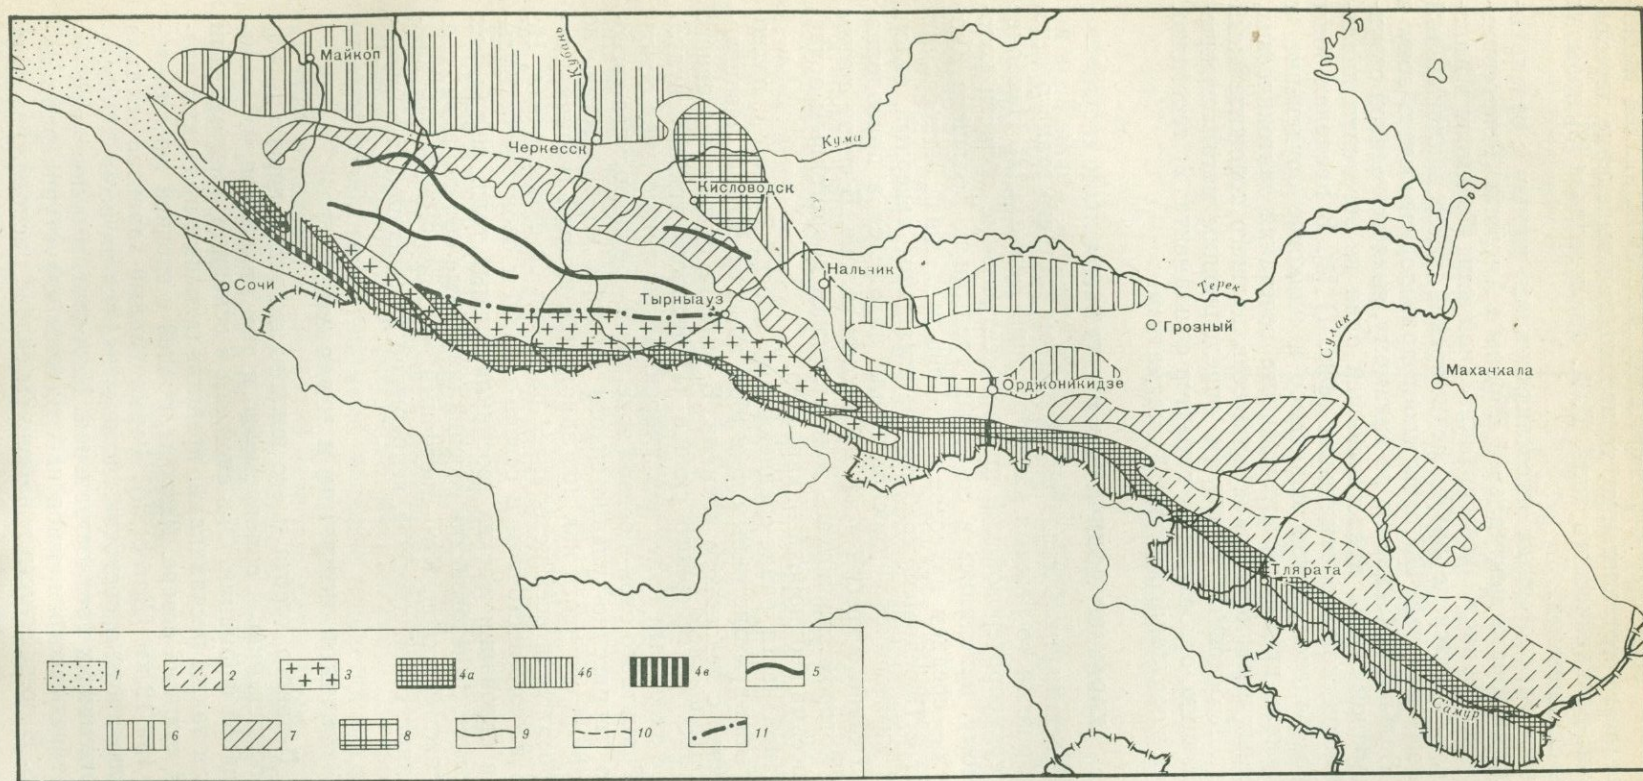 Майкоп
Кубань
Черкесск
Кума
Кисловодск
Сочи
Тырныауз
Нальчик
Терек
Грозный
Сулак
Махачкала
Орджоникидзе
Тлярата
Самур
1
2
3
4а
4б
4в
5
6
7
8
9
10
11